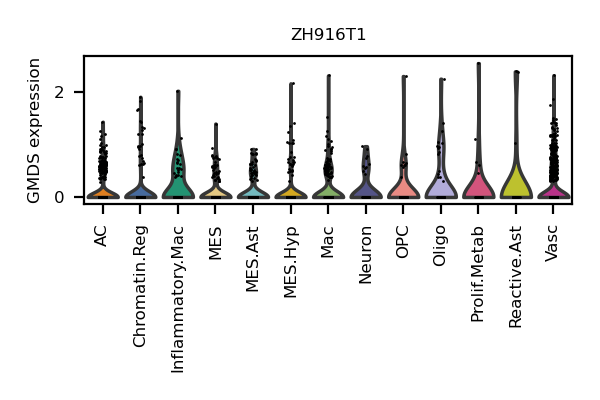 ZH916T1
GMDS expression
2
0
AC
Chromatin.Reg
Inflammatory.Mac
MES
MES.Ast
MES.Hyp
Mac
Neuron
OPC
Oligo
Prolif.Metab
Reactive.Ast
Vasc